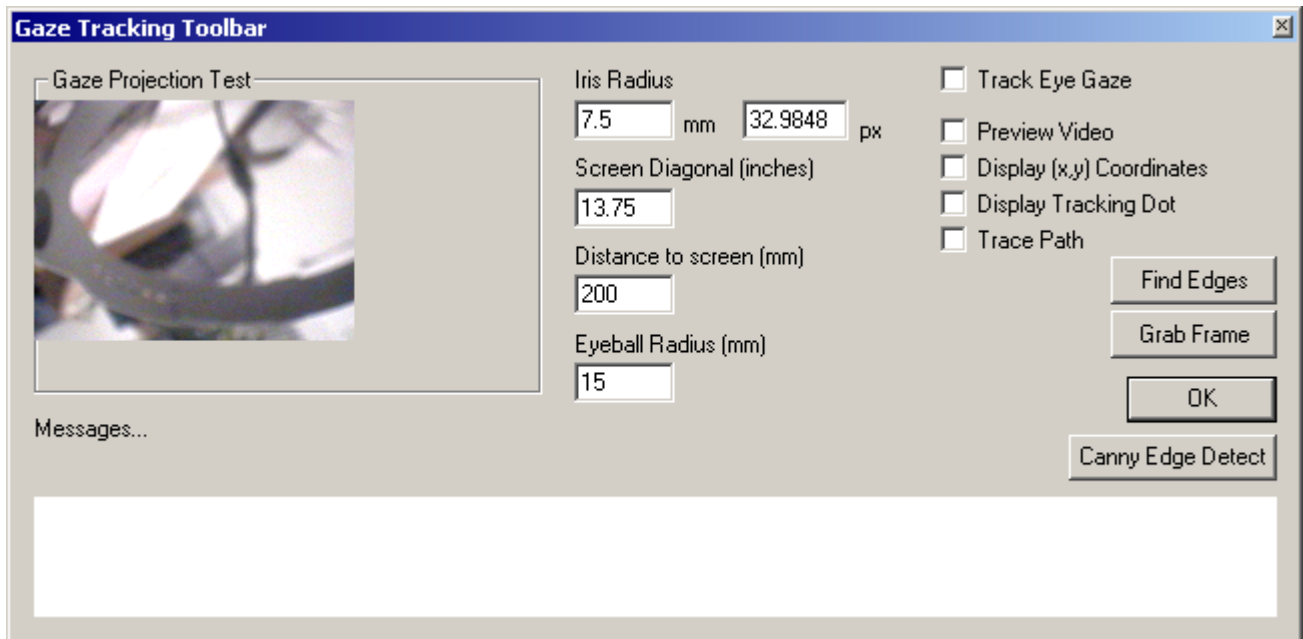 Gaze Tracking Toolbar
Gaze Projection Test
Iris Radius
7.5 mm 32.9848 px
Screen Diagonal (inches)
13.75
Distance to screen (mm)
200
Eyeball Radius (mm)
15
Track Eye Gaze
Preview Video
Display (x,y) Coordinates
Display Tracking Dot
Trace Path
Find Edges
Grab Frame
OK
Canny Edge Detect
Messages...